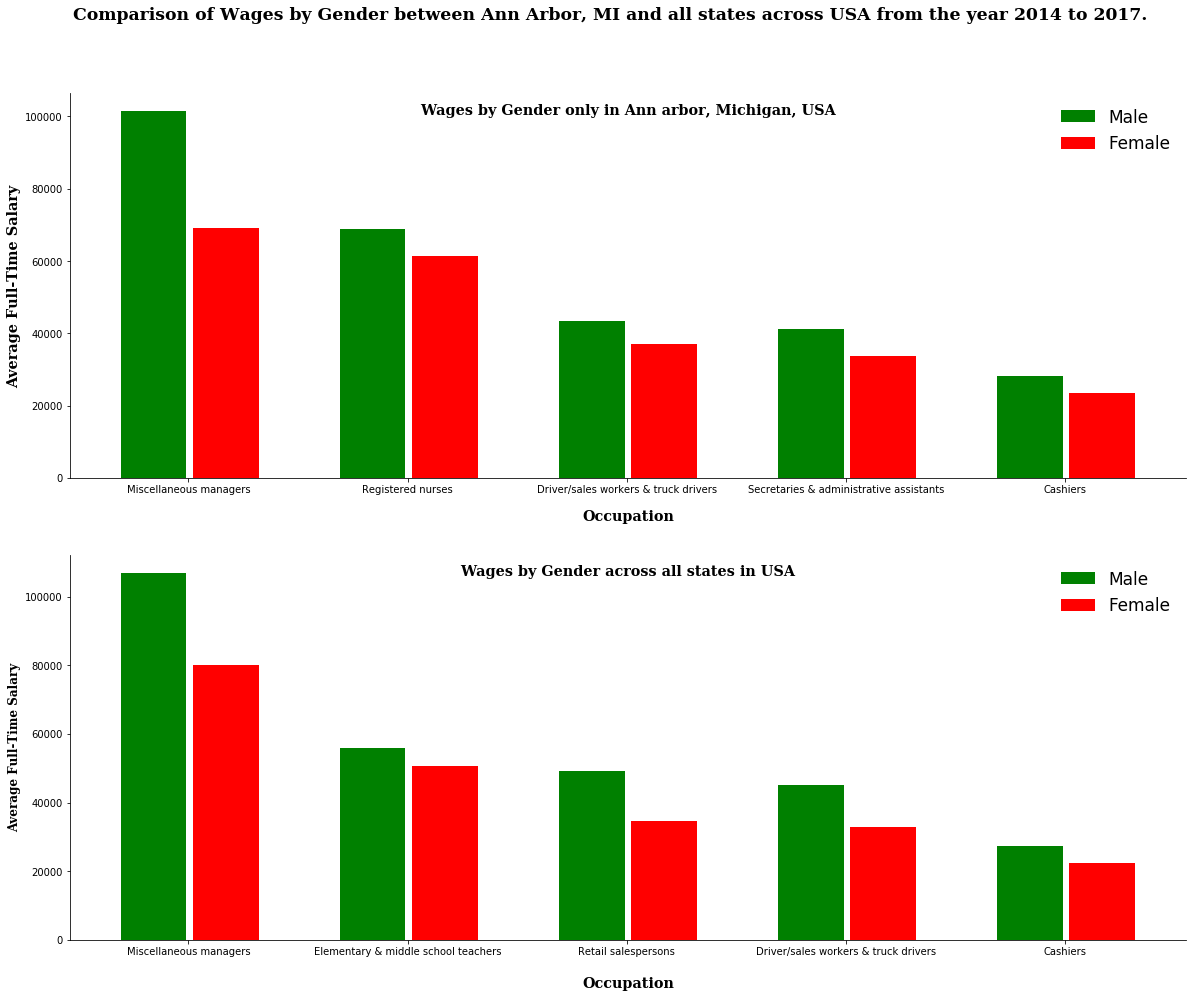 Comparison of Wages by Gender between Ann Arbor, MI and all states across USA from the year 2014 to 2017.
Wages by Gender only in Ann arbor, Michigan, USA
Male
Female
Average Full-Time Salary
100000
80000
60000
40000
20000
0
Miscellaneous managers
Registered nurses
Driver/sales workers & truck drivers
Secretaries & administrative assistants
Cashiers
Occupation
Wages by Gender across all states in USA
Male
Female
Average Full-Time Salary
100000
80000
60000
40000
20000
0
Miscellaneous managers
Elementary & middle school teachers
Retail salespersons
Driver/sales workers & truck drivers
Cashiers
Occupation